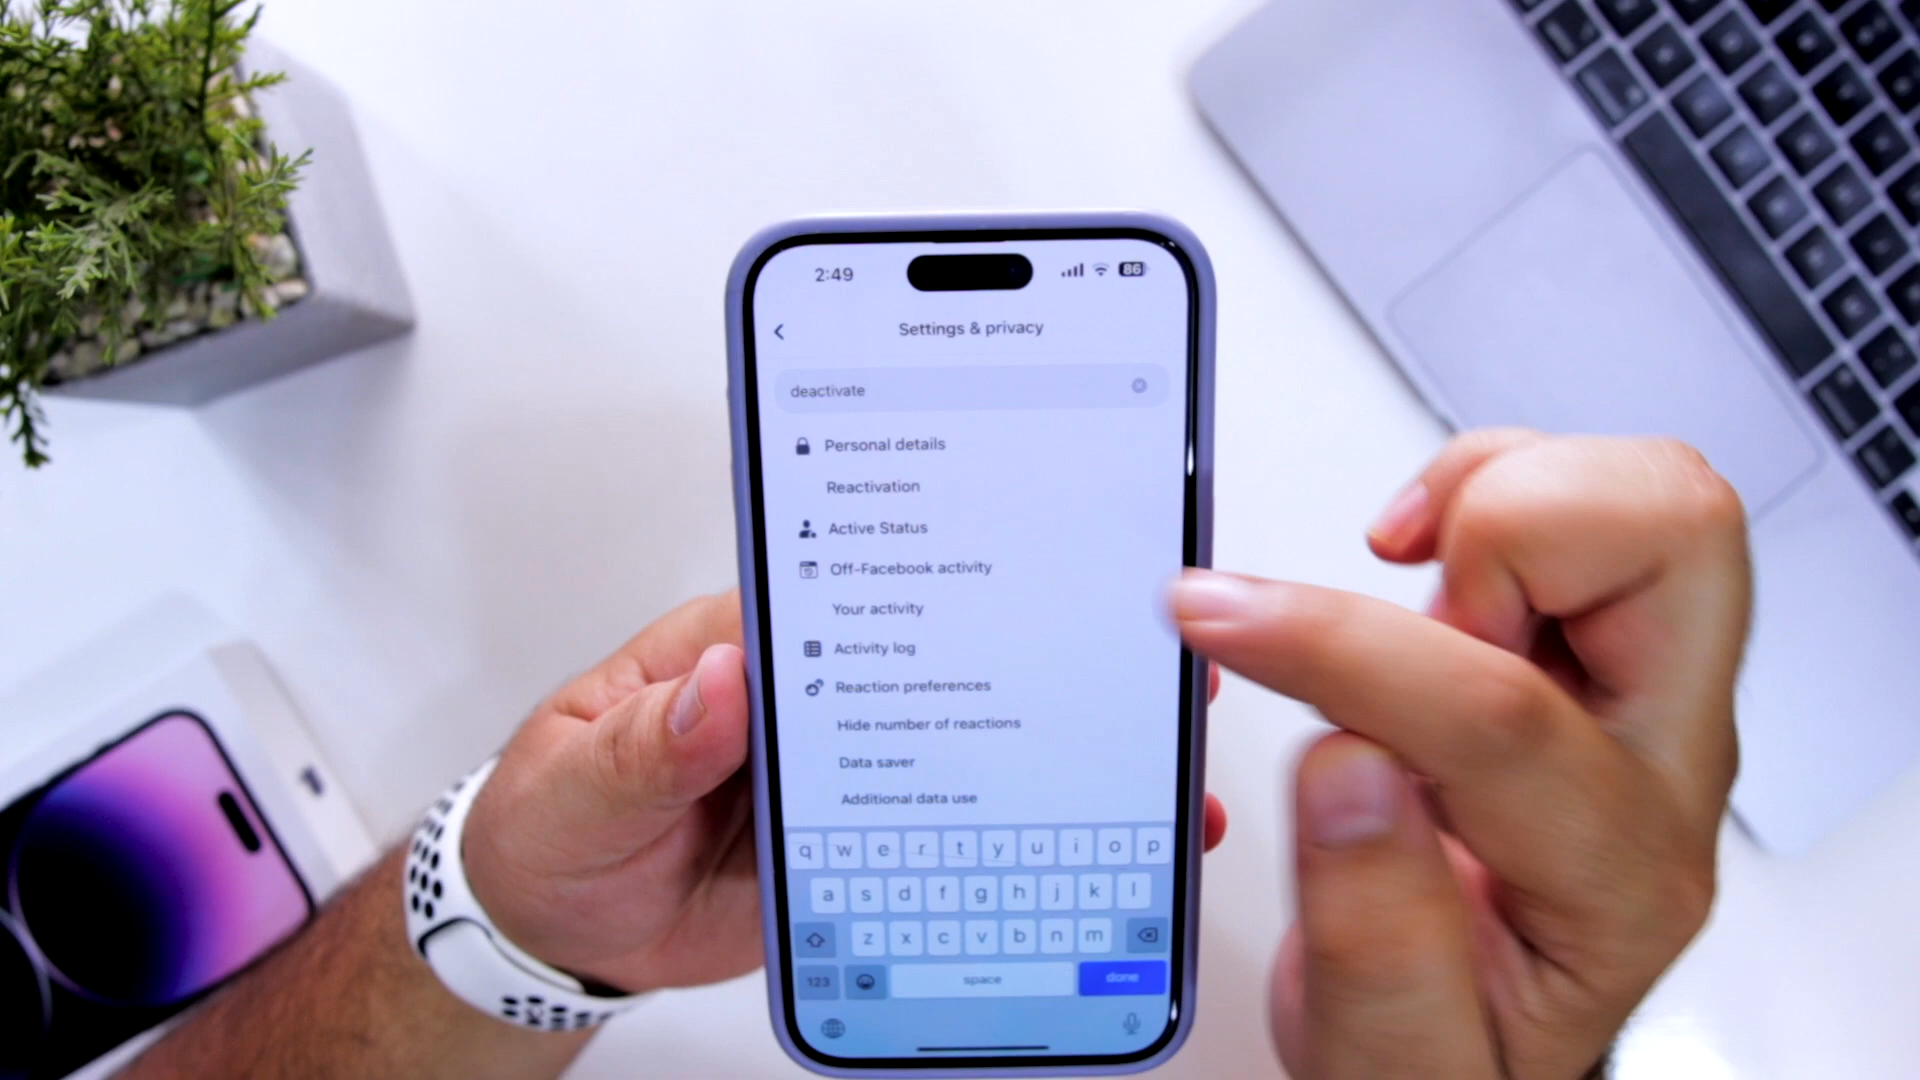 2:49
86
Settings & privacy
deactivate
Personal details
Reactivation
Active Status
Off-Facebook activity
Your activity
Activity log
Reaction preferences
Hide number of reactions
Data saver
Additional data use
q w e r t y u i o p
a s d f g h j k l
z x c v b n m
123 space done